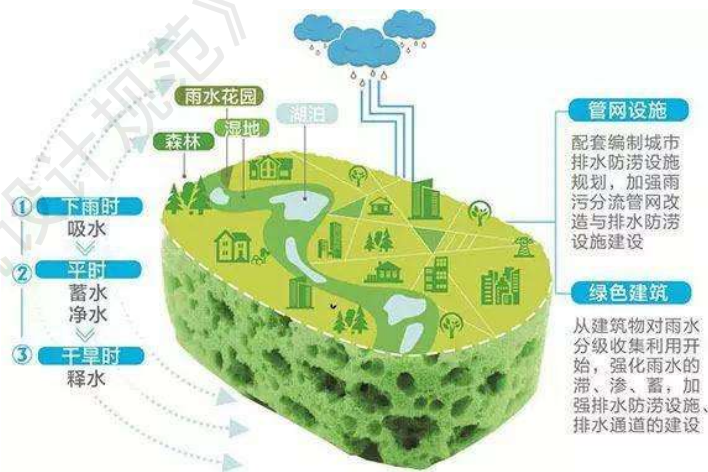 设计规范》
雨水花园
湖泊
湿地
森林
① 下雨时
吸水
② 平时
蓄水
净水
③ 干旱时
释水
管网设施
配套编制城市
排水防涝设施
规划，加强雨
污分流管网改
造与排水防涝
设施建设
绿色建筑
从建筑物对雨水
分级收集利用开
始，强化雨水的
滞、渗、蓄，加
强排水防涝设施、
排水通道的建设